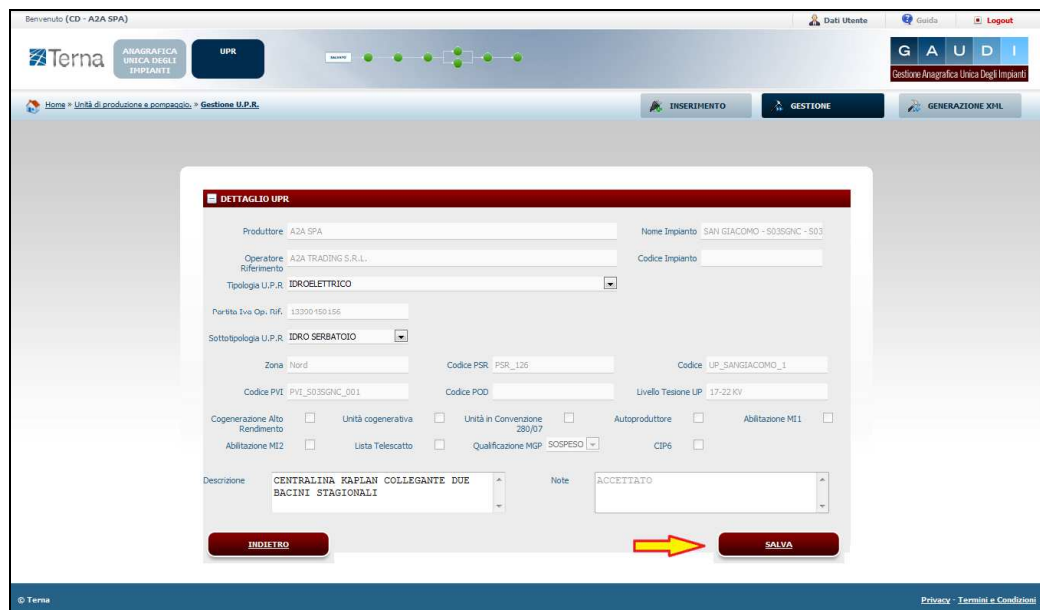 Benvenuto (CD - A2A SPA)
Dati Utente
Guida
Logout
Terna
ANAGRAFICA
UNICA DEGLI
IMPIANTI
UPR
G A U D I
Gestione Anagrafica Unica Degli Impianti
Home » Unità di produzione e pompaggio. » Gestione U.P.R.
INSERIMENTO
GESTIONE
GENERAZIONE XML
DETTAGLIO UPR
Produttore A2A SPA
Nome Impianto SAN GIACOMO - S03SGNC - S03
Operatore
Riferimento A2A TRADING S.R.L.
Codice Impianto
Tipologia U.P.R IDROELETTRICO
Partita Iva Op. Rif.
Sottotipologia U.P.R. IDRO SERBATOIO
Zona Nord
Codice PSR PSR_126
Codice UP_SANGIACOMO_1
Codice PVI PVI_S03SGNC_001
Codice POD
Livello Tesione UP 17-22 KV
Cogenerazione Alto
Rendimento
Unità cogenerativa
Unità in Convenzione
280/07
Autoproduttore
Abilitazione MI1
Abilitazione MI2
Lista Telescatto
Qualificazione MGP SOSPESO
CIP6
Descrizione CENTRALINA KAPLAN COLLEGANTE DUE
BACINI STAGIONALI
Note ACCETTATO
INDIETRO
SALVA
© Terna
Privacy - Termini e Condizioni